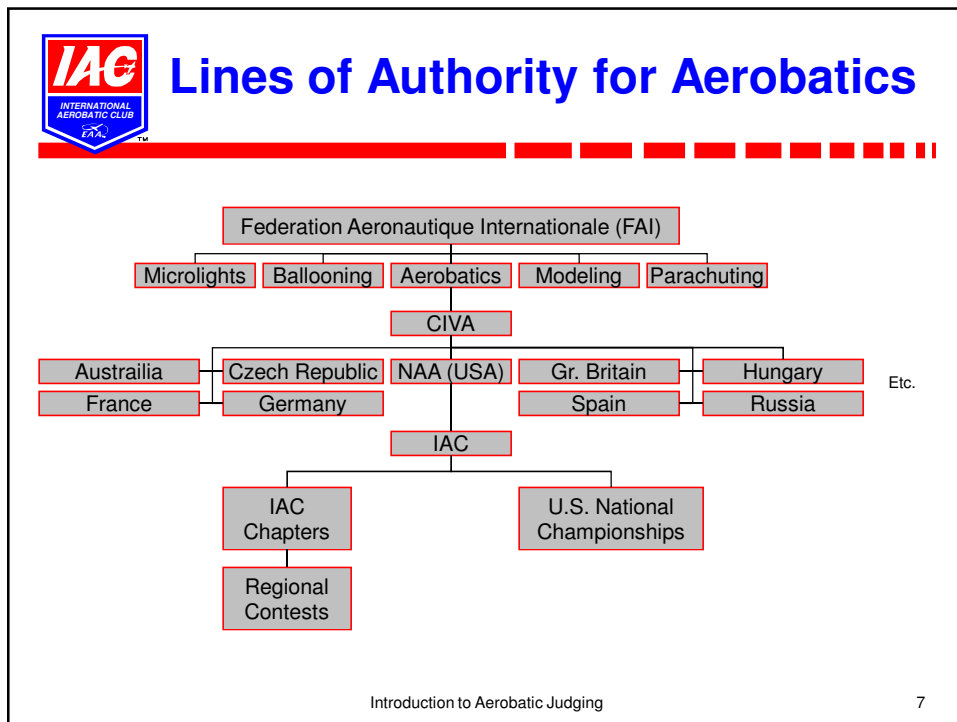 IAC
INTERNATIONAL
AEROBATIC CLUB
EAA
TM
Lines of Authority for Aerobatics
Federation Aeronautique Internationale (FAI)
Microlights Ballooning Aerobatics Modeling Parachuting
CIVA
Austrailia Czech Republic NAA (USA) Gr. Britain Hungary
Etc.
France Germany Spain Russia
IAC
IAC
Chapters
U.S. National
Championships
Regional
Contests
Introduction to Aerobatic Judging 7